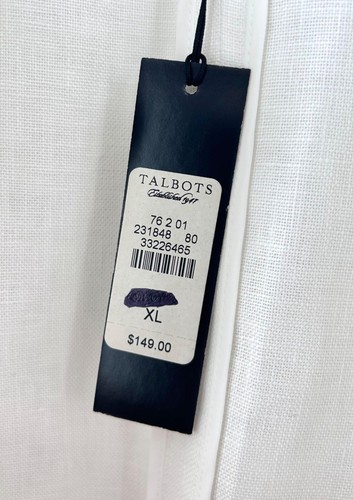 TALBOTS
Established 1947
76 2 01
231848 80
33226465
XL
$149.00